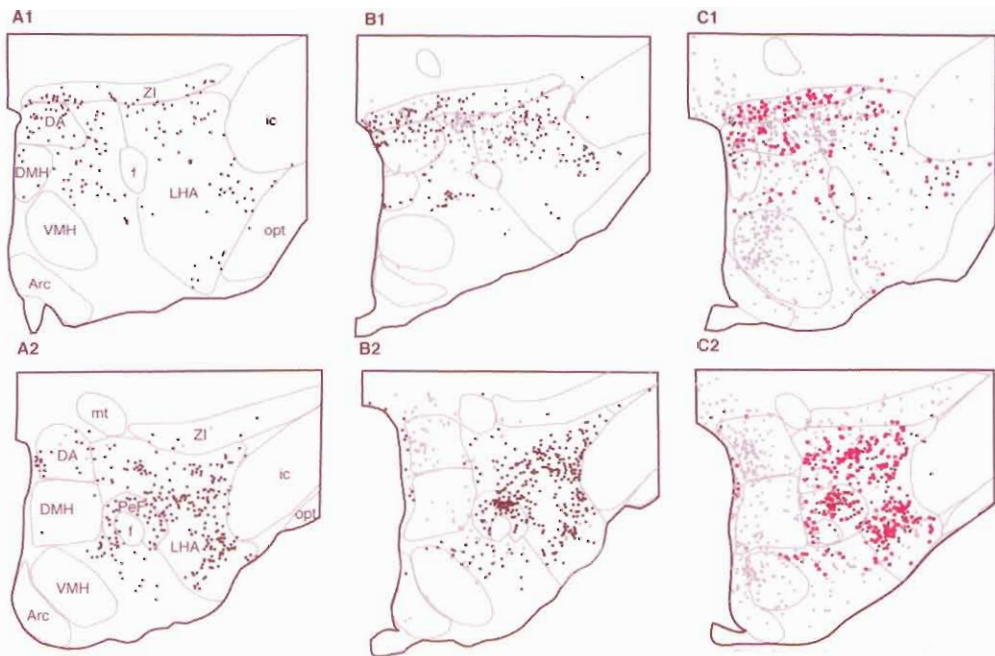 A1
B1
C1
ZI
DA
ic
DMH
f
LHA
VMH
opt
Arc
A2
B2
C2
mt
ZI
DA
ic
PeF
DMH
f
opt
LHA
VMH
Arc
f